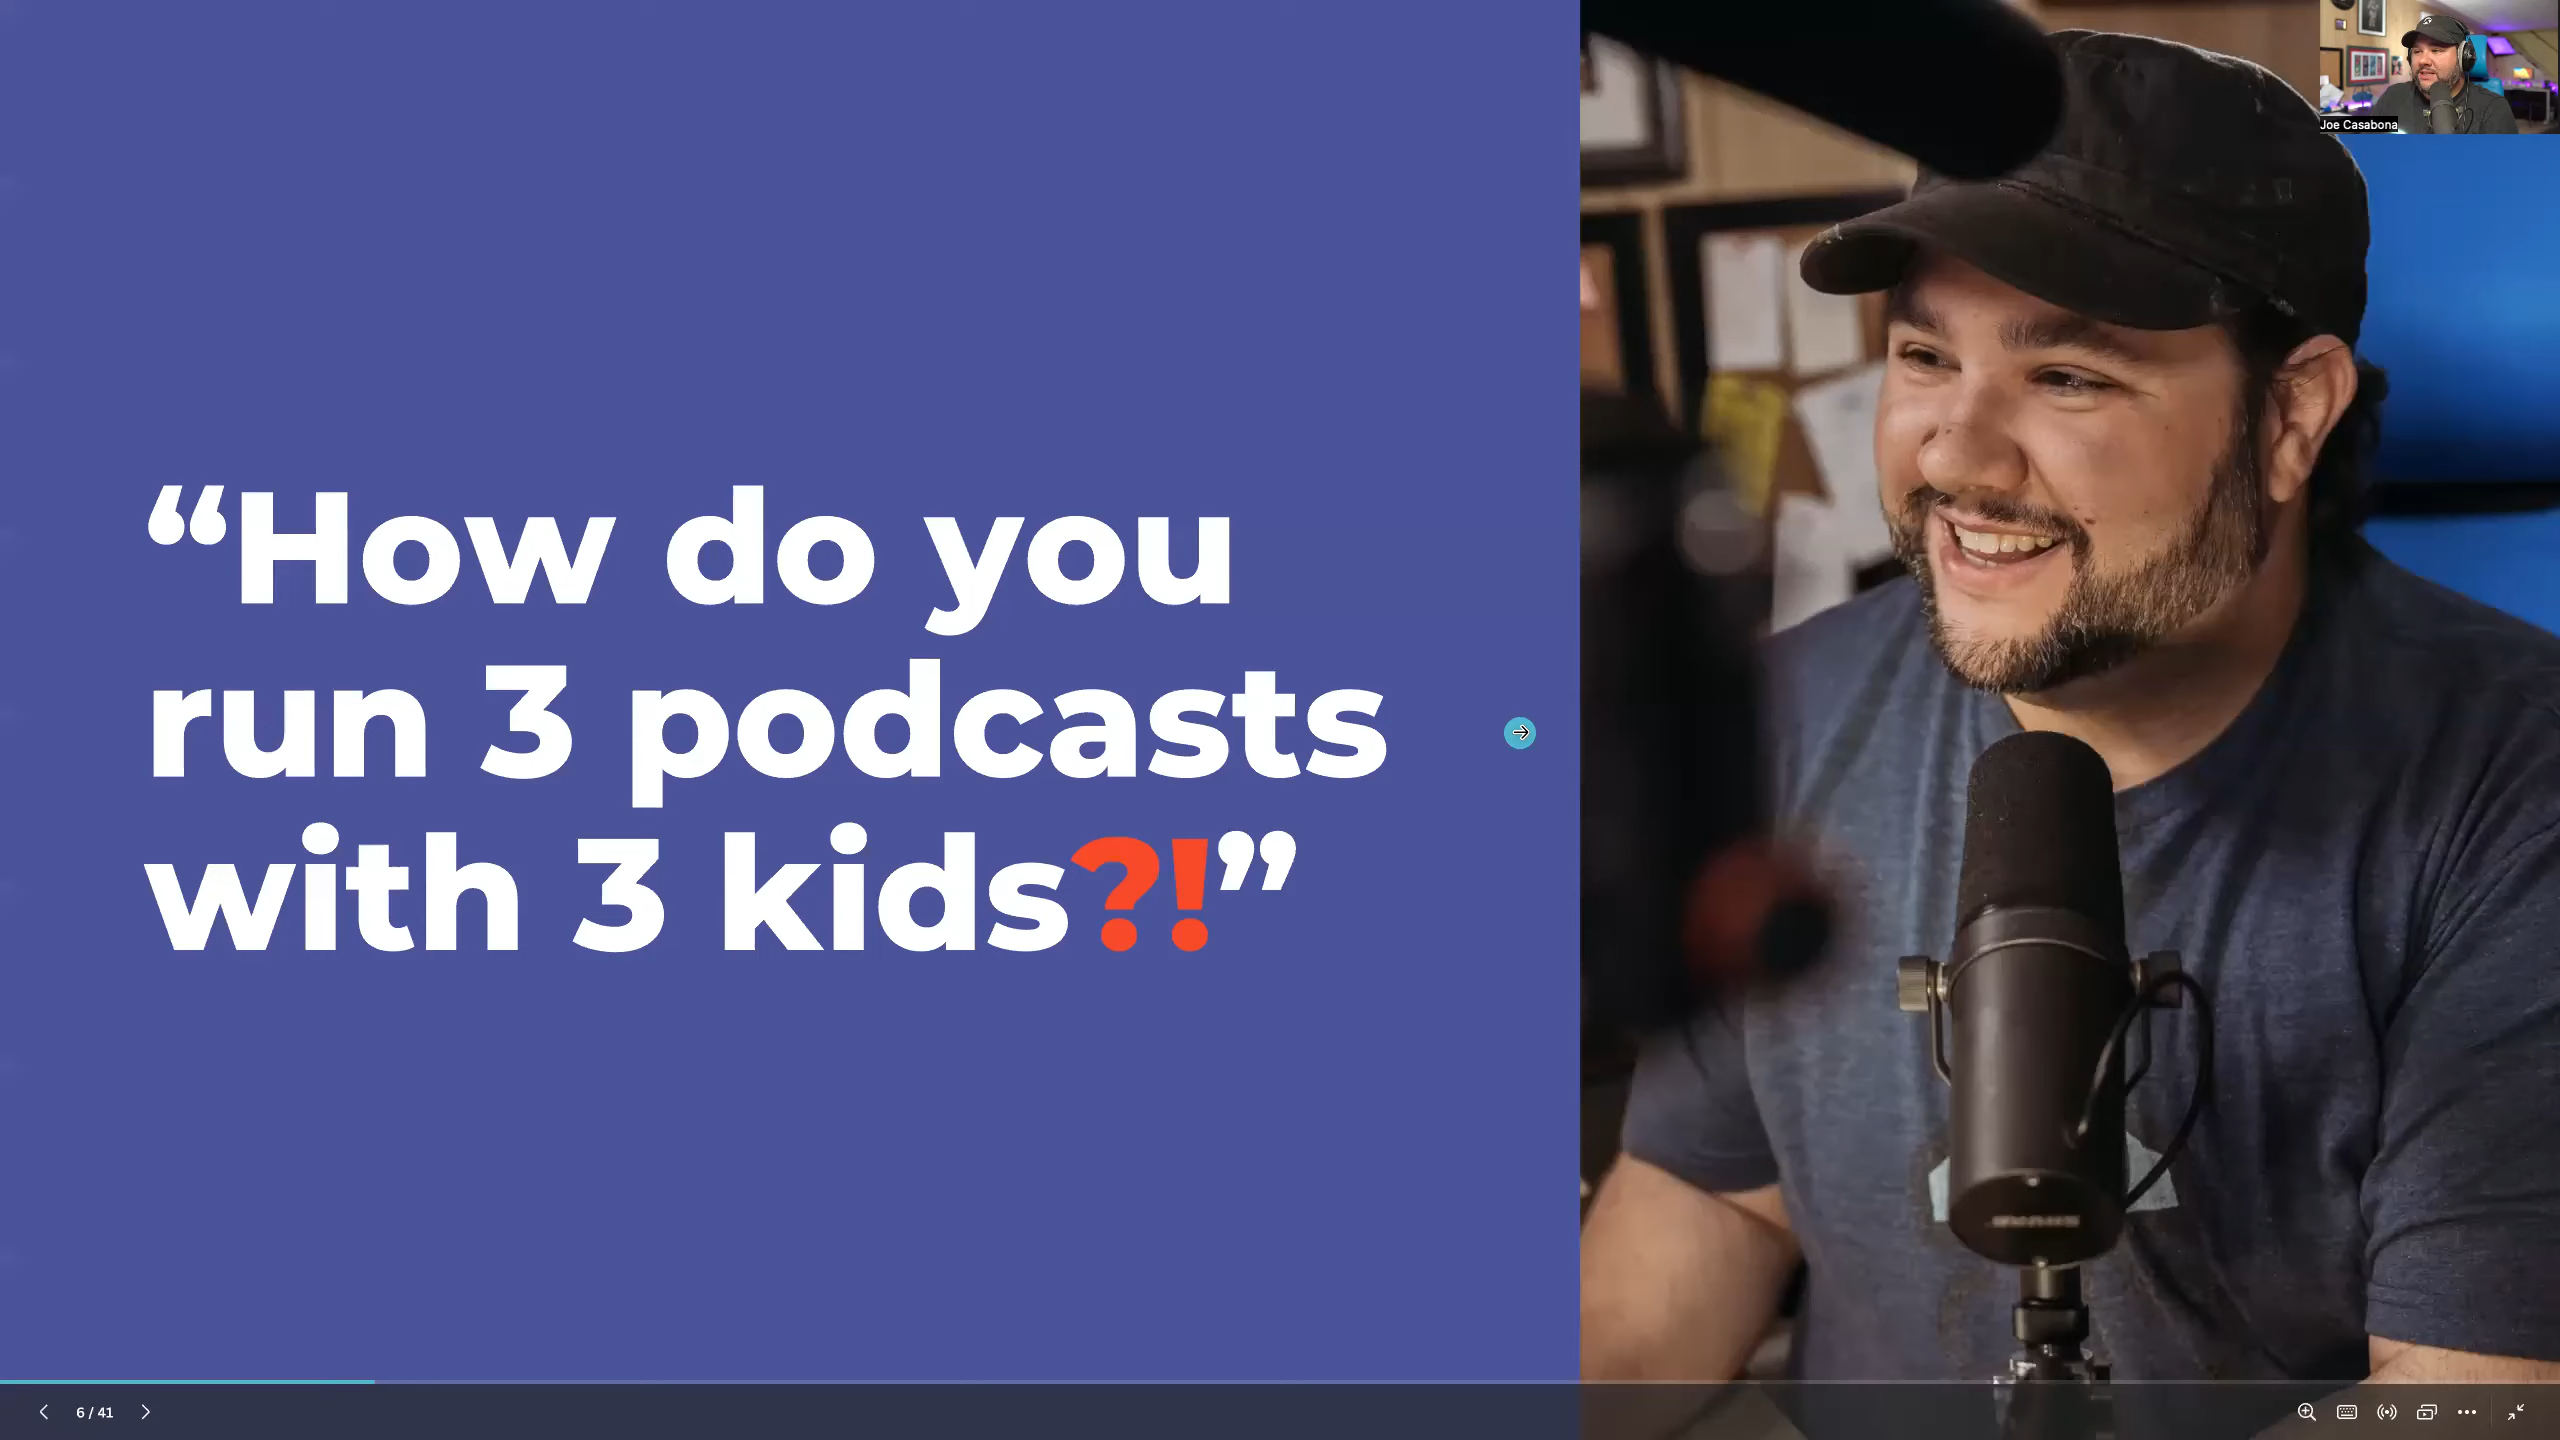 Joe Casabona
“How do you
run 3 podcasts
with 3 kids?!”
6 / 41